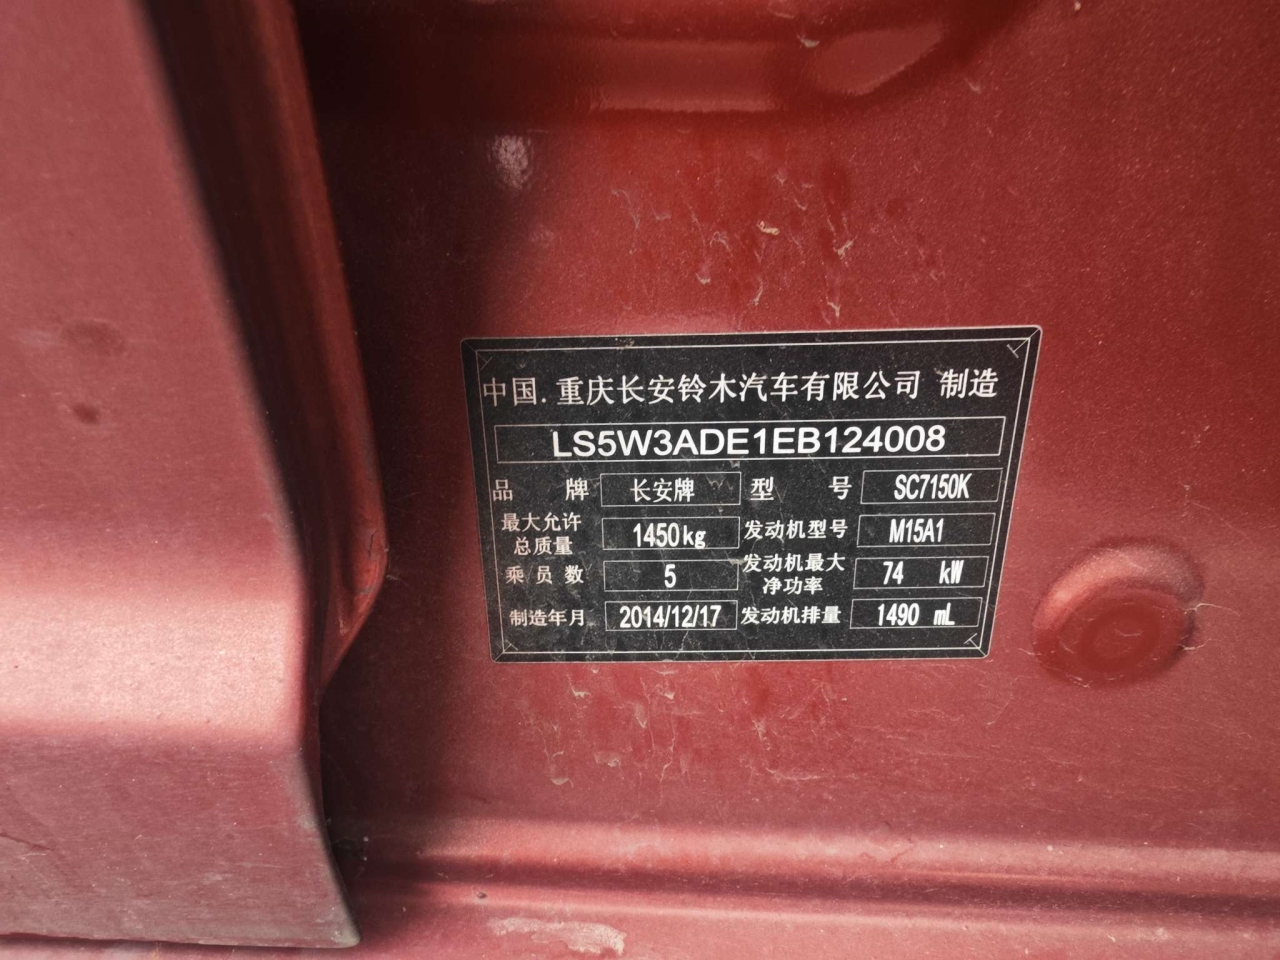 中国.重庆长安铃木汽车有限公司 制造
LS5W3ADE1EB124008
品牌 长安牌 型号 SC7150K
最大允许总质量 1450kg 发动机型号 M15A1
乘员数 5 发动机最大净功率 74 kW
制造年月 2014/12/17 发动机排量 1490 mL